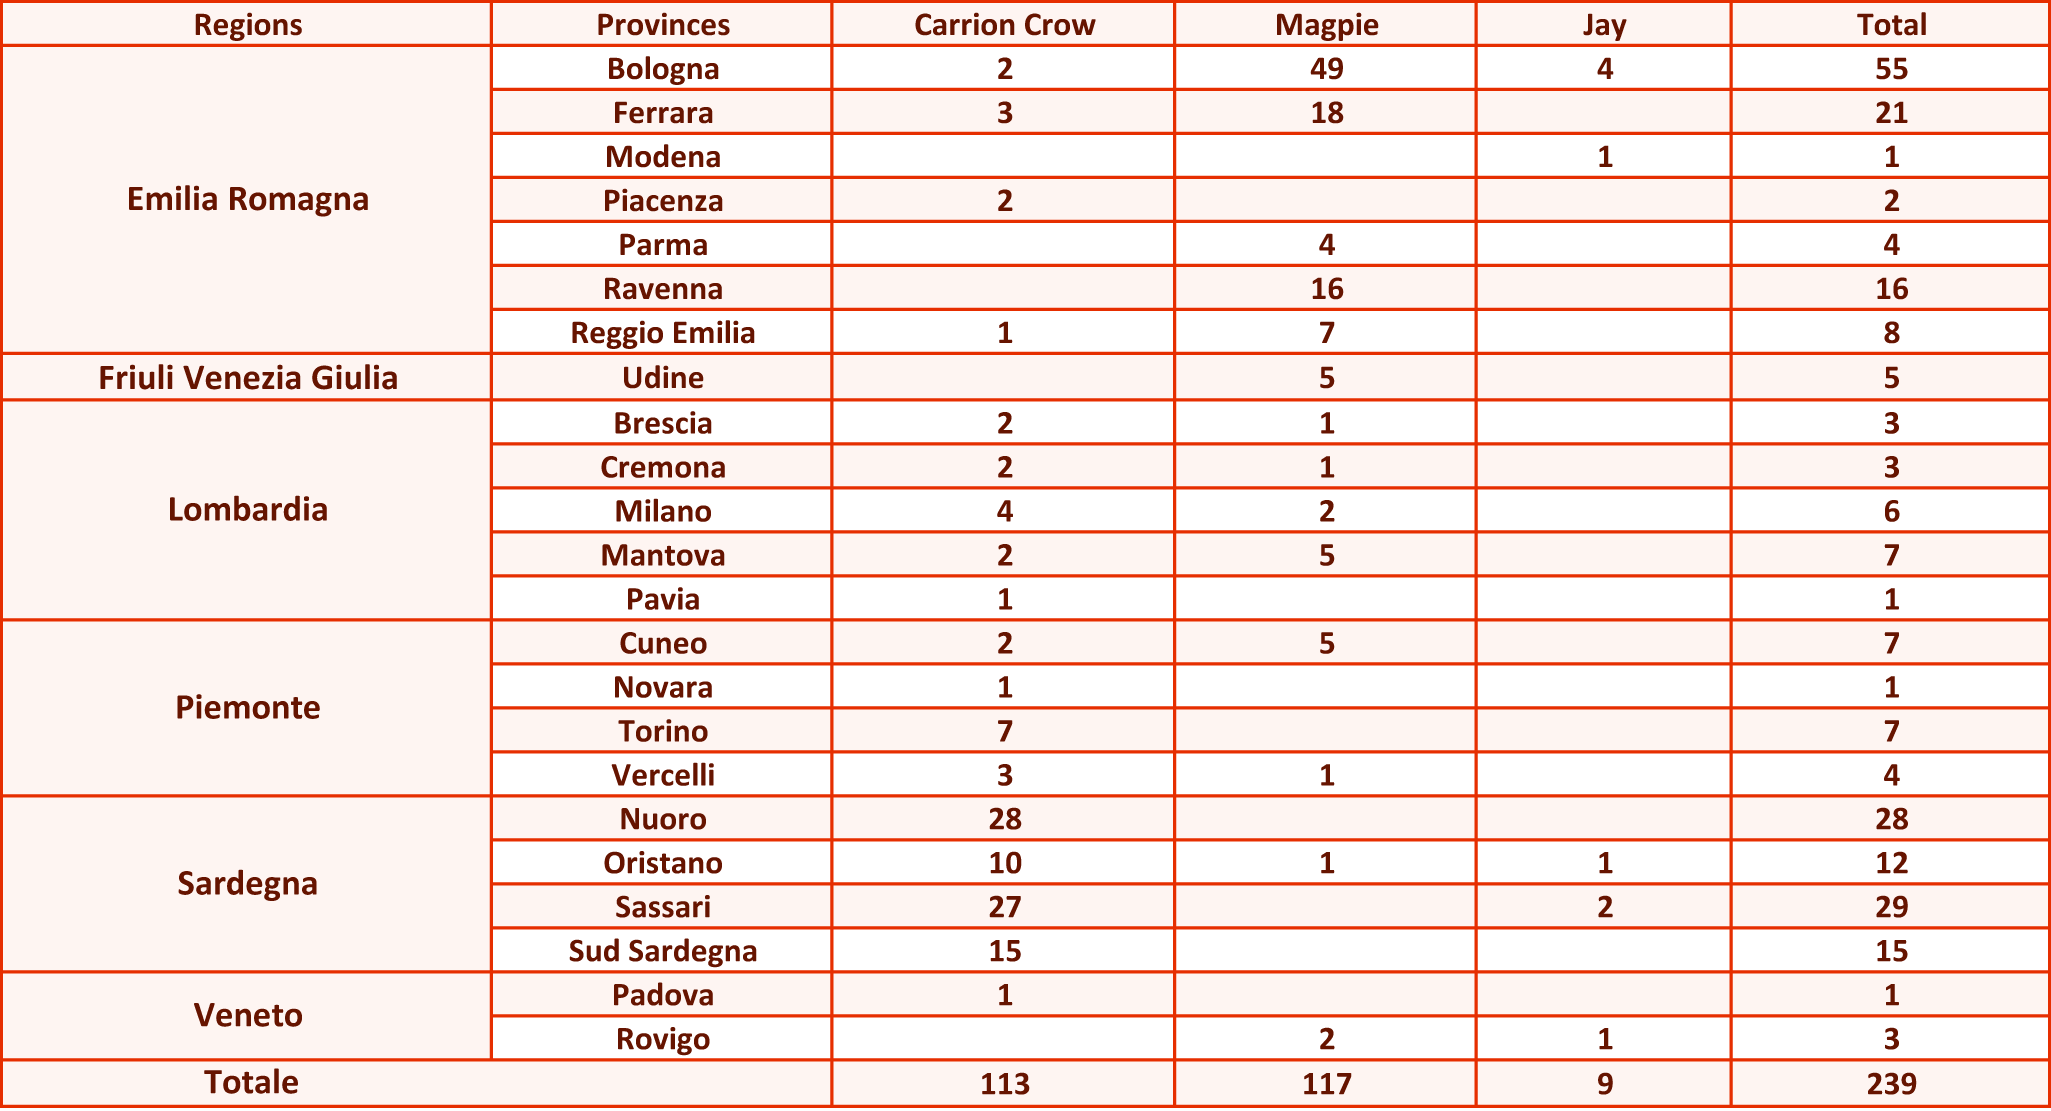 Regions Provinces Carrion Crow Magpie Jay Total
Bologna 2 49 4 55
Ferrara 3 18 21
Modena 1 1
Emilia Romagna Piacenza 2 2
Parma 4 4
Ravenna 16 16
Reggio Emilia 1 7 8
Friuli Venezia Giulia Udine 5 5
Brescia 2 1 3
Cremona 2 1 3
Lombardia Milano 4 2 6
Mantova 2 5 7
Pavia 1 1
Cuneo 2 5 7
Novara 1 1
Piemonte
Torino 7 7
Vercelli 3 1 4
Nuoro 28 28
Oristano 10 1 1 12
Sardegna
Sassari 27 2 29
Sud Sardegna 15 15
Padova 1 1
Veneto
Rovigo 2 1 3
Totale 113 117 9 239